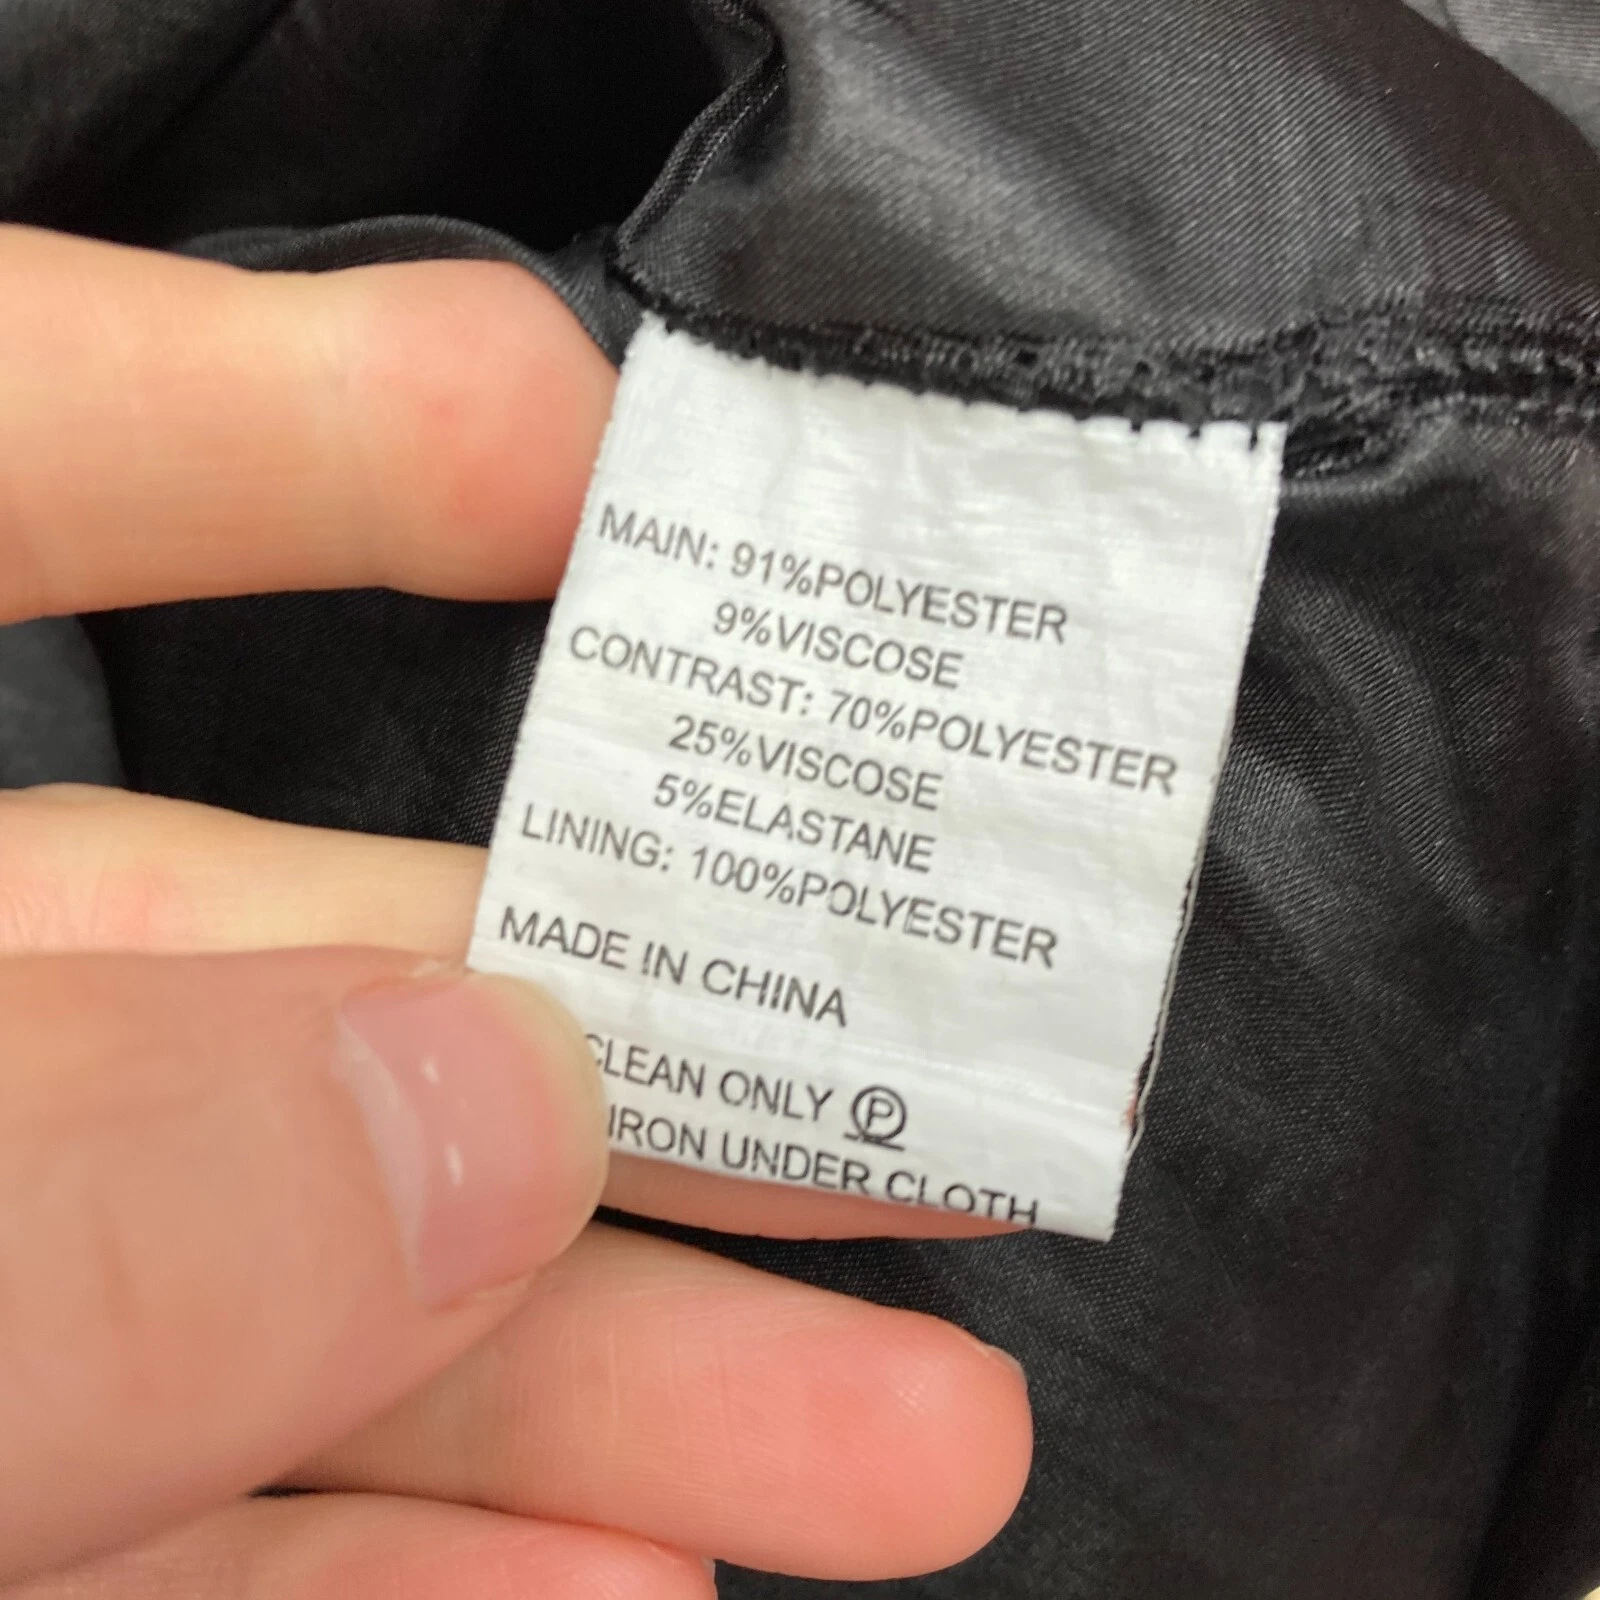 MAIN: 91%POLYESTER
9%VISCOSE
CONTRAST: 70%POLYESTER
25%VISCOSE
5%ELASTANE
LINING: 100%POLYESTER
MADE IN CHINA
CLEAN ONLY Ⓟ
IRON UNDER CLOTH